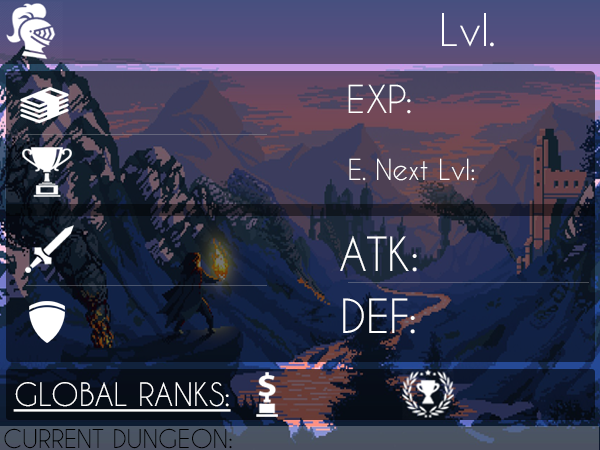 Lvl.
EXP:
E. Next Lvl:
ATK:
DEF:
GLOBAL RANKS:
$
CURRENT DUNGEON: